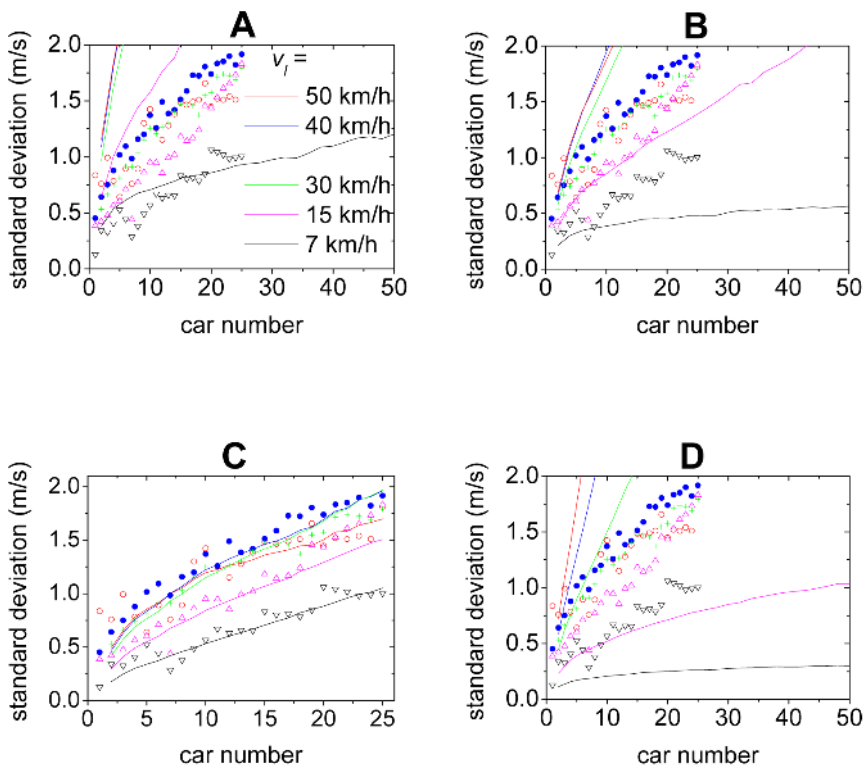 A
B
standard deviation (m/s)
2.0
1.5
1.0
0.5
0.0
v_l =
50 km/h
40 km/h
30 km/h
15 km/h
7 km/h
0 10 20 30 40 50
car number
standard deviation (m/s)
2.0
1.5
1.0
0.5
0.0
0 10 20 30 40 50
car number
C
D
standard deviation (m/s)
2.0
1.5
1.0
0.5
0.0
0 5 10 15 20 25
car number
standard deviation (m/s)
2.0
1.5
1.0
0.5
0.0
0 10 20 30 40 50
car number